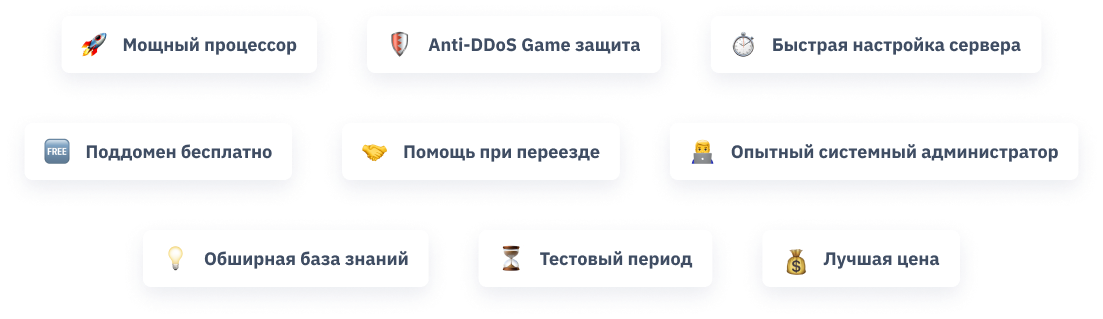 Мощный процессор
Anti-DDoS Game защита
Быстрая настройка сервера
FREE
Поддомен бесплатно
Помощь при переезде
Опытный системный администратор
Обширная база знаний
Тестовый период
Лучшая цена